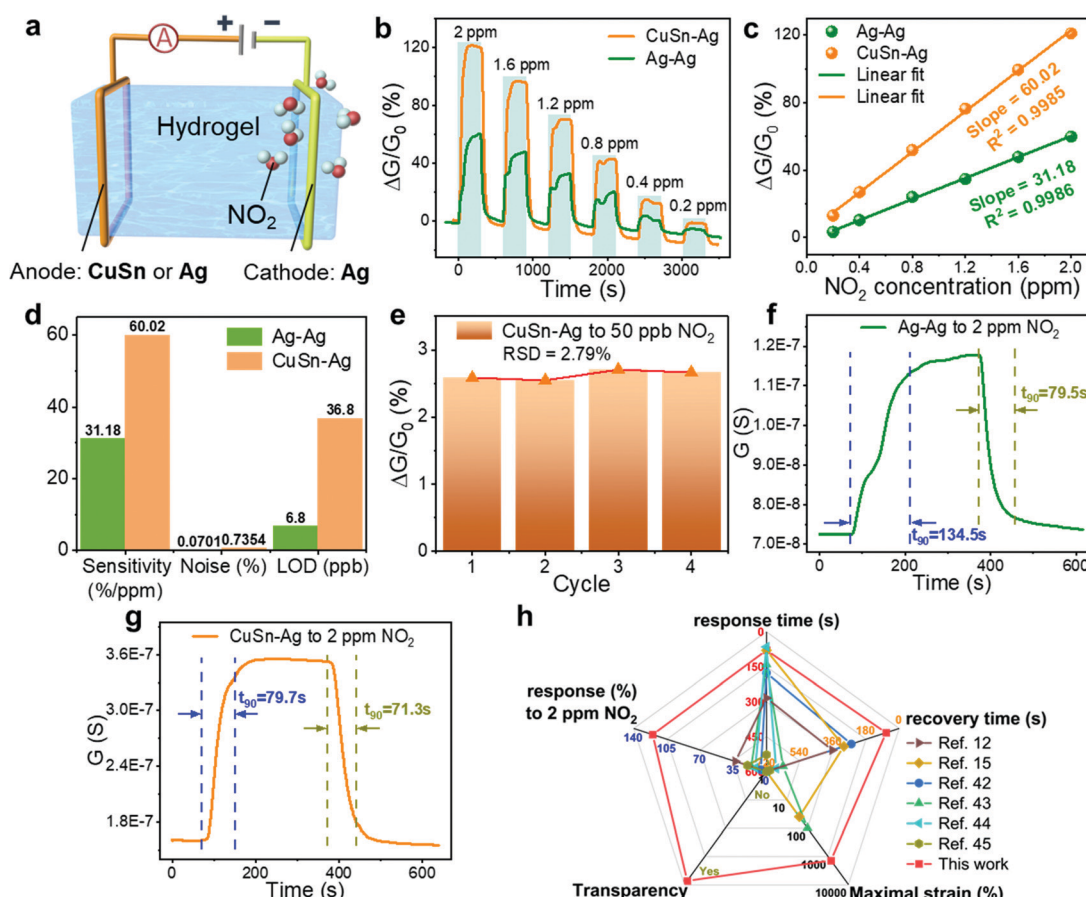 a
A
+ −
Hydrogel
NO2
Anode: CuSn or Ag
Cathode: Ag
b
CuSn-Ag
Ag-Ag
2 ppm
1.6 ppm
1.2 ppm
0.8 ppm
0.4 ppm
0.2 ppm
ΔG/G0 (%)
120
80
40
0
0 1000 2000 3000
Time (s)
c
Ag-Ag
CuSn-Ag
Linear fit
Linear fit
Slope = 60.02
R2 = 0.9985
Slope = 31.18
R2 = 0.9986
ΔG/G0 (%)
120
80
40
0
0.4 0.8 1.2 1.6 2.0
NO2 concentration (ppm)
d
Ag-Ag
CuSn-Ag
60
40
20
0
31.18
60.02
0.0701
0.7354
6.8
36.8
Sensitivity (%/ppm)
Noise (%)
LOD (ppb)
e
CuSn-Ag to 50 ppb NO2
RSD = 2.79%
ΔG/G0 (%)
3
2
1
0
1 2 3 4
Cycle
f
Ag-Ag to 2 ppm NO2
G (S)
1.2E-7
1.1E-7
9.0E-8
8.0E-8
7.0E-8
t90=134.5s
t90=79.5s
0 200 400 600
Time (s)
g
CuSn-Ag to 2 ppm NO2
G (S)
3.6E-7
3.0E-7
2.4E-7
1.8E-7
t90=79.7s
t90=71.3s
0 200 400 600
Time (s)
h
response time (s)
0
150
300
450
600
response (%)
to 2 ppm NO2
140
105
70
35
0
recovery time (s)
0
180
360
540
Transparency
No
Yes
10
100
1000
10000
Maximal strain (%)
Ref. 12
Ref. 15
Ref. 42
Ref. 43
Ref. 44
Ref. 45
This work